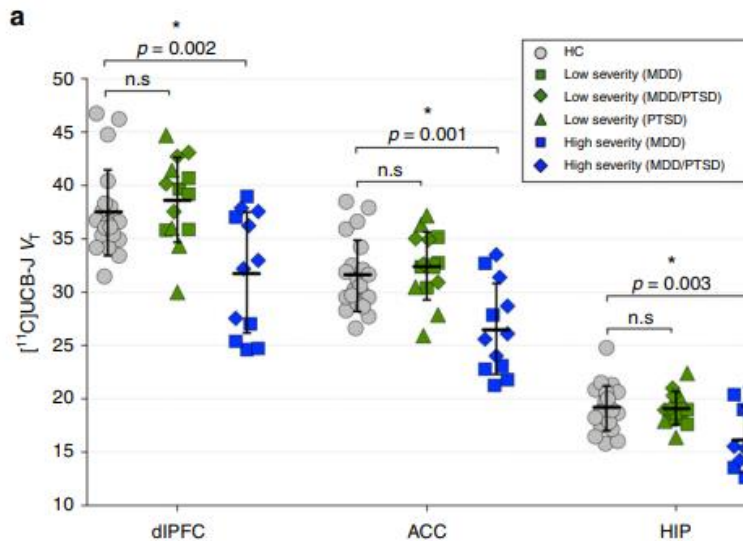 a
*
p = 0.002
n.s
*
p = 0.001
n.s
*
p = 0.003
n.s
HC
Low severity (MDD)
Low severity (MDD/PTSD)
Low severity (PTSD)
High severity (MDD)
High severity (MDD/PTSD)
[¹¹C]UCB-J V_T
50
45
40
35
30
25
20
15
10
dlPFC
ACC
HIP